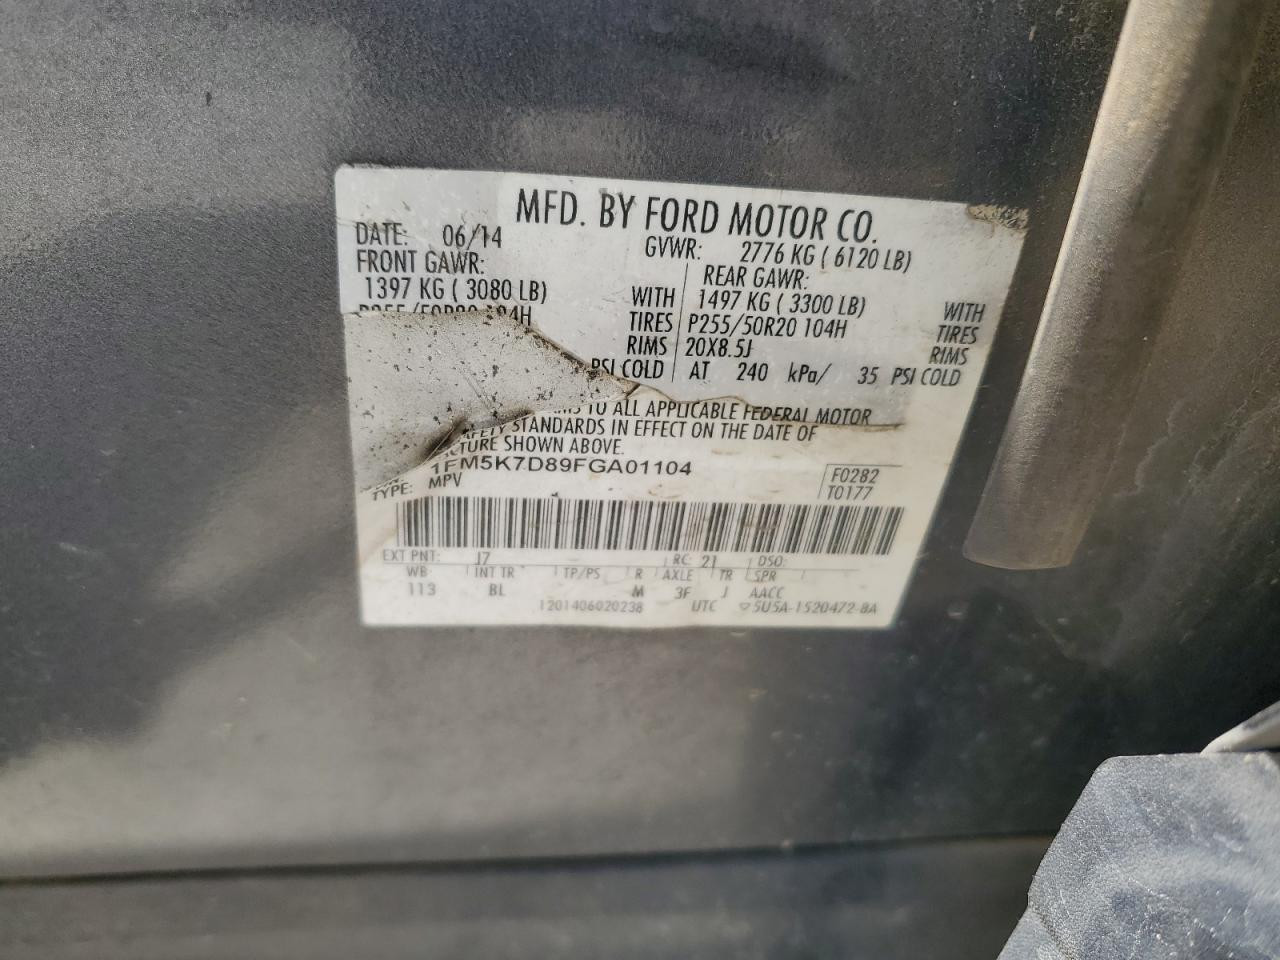 MFD. BY FORD MOTOR CO.
DATE: 06/14 GVWR: 2776 KG ( 6120 LB)
FRONT GAWR: REAR GAWR:
1397 KG ( 3080 LB) WITH 1497 KG ( 3300 LB) WITH
P255/50R20 104H TIRES P255/50R20 104H TIRES
RIMS 20X8.5J RIMS
PSI COLD AT 240 kPa/ 35 PSI COLD
TO ALL APPLICABLE FEDERAL MOTOR
SAFETY STANDARDS IN EFFECT ON THE DATE OF
SHOWN ABOVE.
1FM5K7D89FGA01104 F0282
TYPE: MPV T0177
EXT PNT: J7 RC: 21 DSO:
WB INT TR TP/PS R AXLE TR SPR
113 BL M 3F J AACC
1201406020238 UTC ▽5U5A-1520472-8A